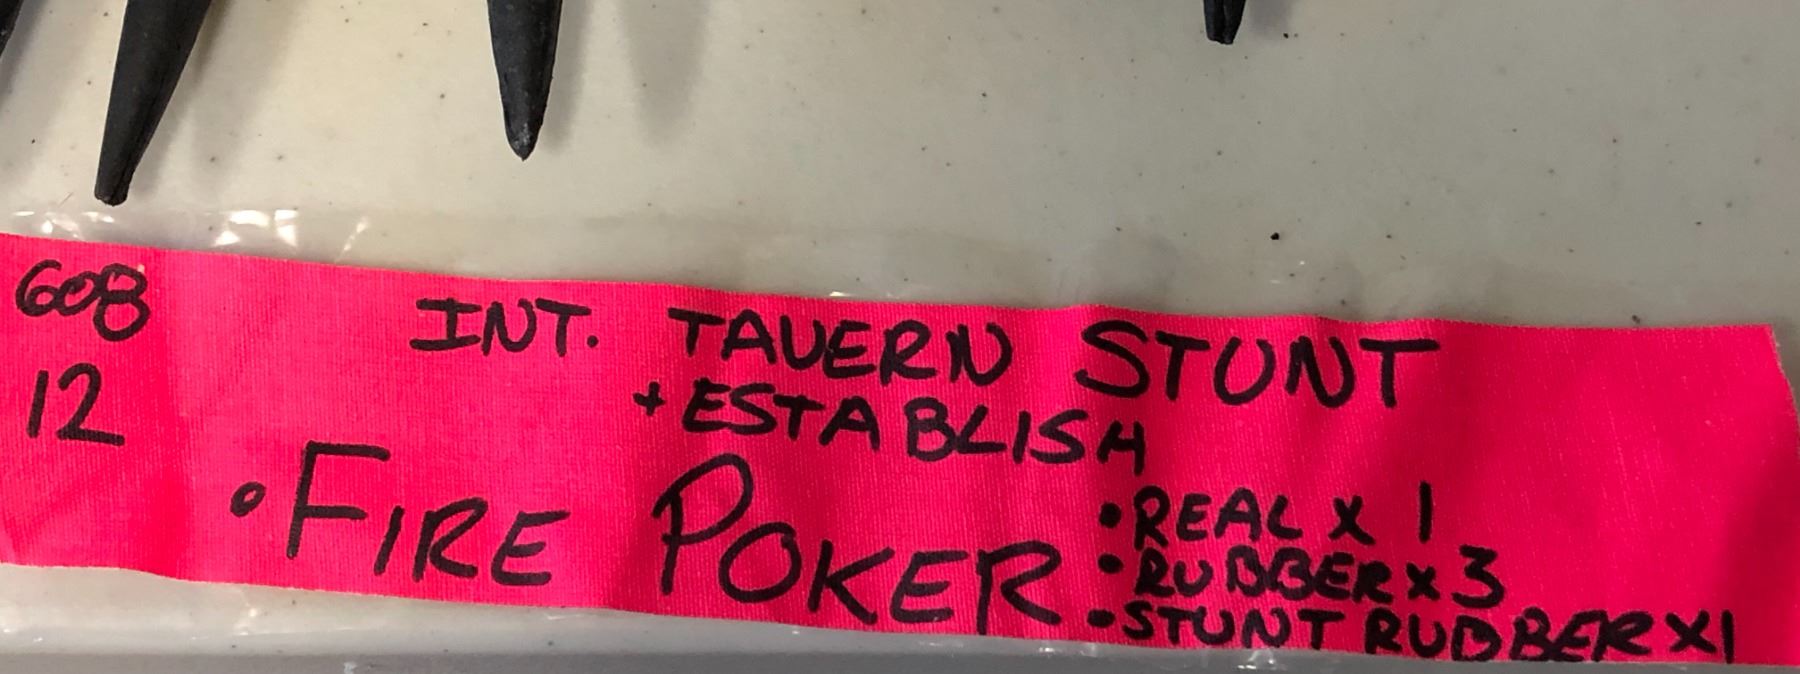 608
12
INT. TAVERN STUNT
+ ESTABLISH
• FIRE POKER
• REAL x 1
• RUBBER x 3
• STUNT RUBBER x1